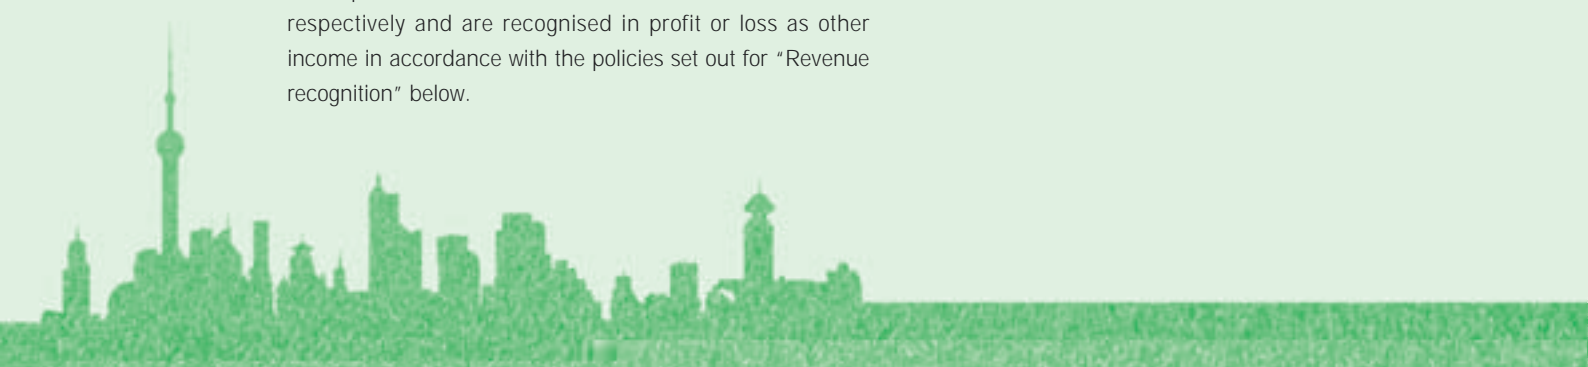 respectively and are recognised in profit or loss as other
income in accordance with the policies set out for “Revenue
recognition” below.